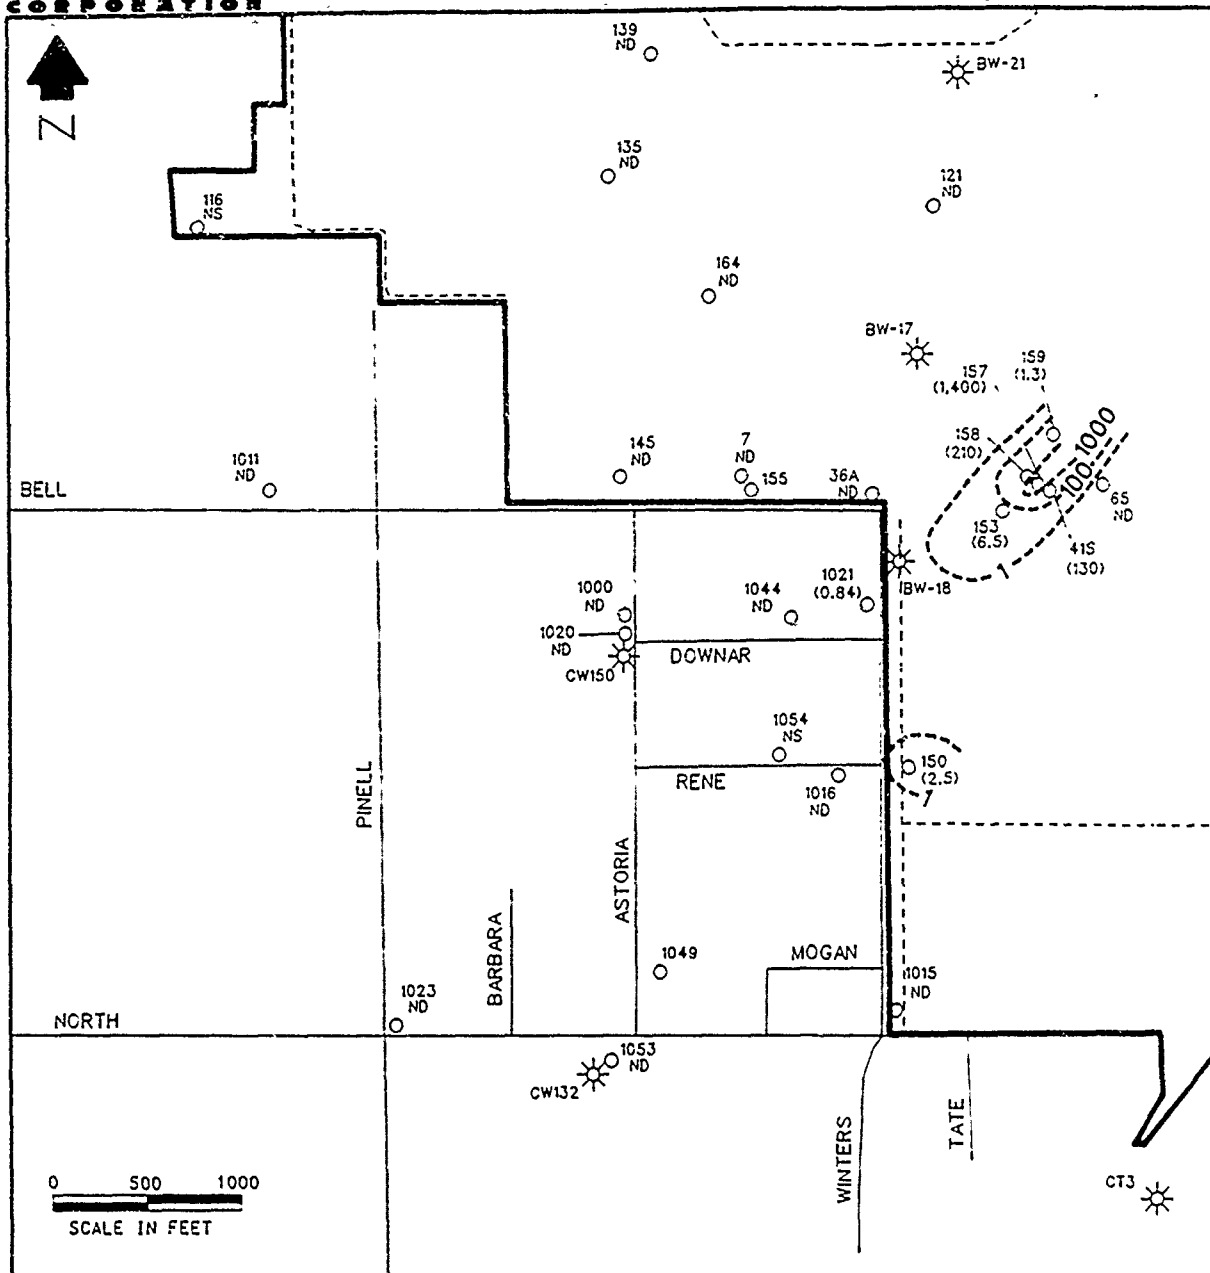 CORPORATION
139
ND
BW-21
N
135
ND
121
ND
116
NS
164
ND
BW-17
159
(1.3)
157
(1,400)
158
(210)
1000
100
145
ND
7
ND
155
36A
ND
1011
ND
BELL
65
ND
153
(6.5)
41S
(130)
1
BW-18
1000
ND
1020
ND
CW150
1044
ND
1021
(0.84)
DOWNAR
1054
NS
RENE
1016
ND
150
(2.5)
1
PINELL
ASTORIA
BARBARA
1049
MOGAN
1015
ND
1023
ND
NORTH
1053
ND
CW132
WINTERS
TATE
CT3
0 500 1000
SCALE IN FEET